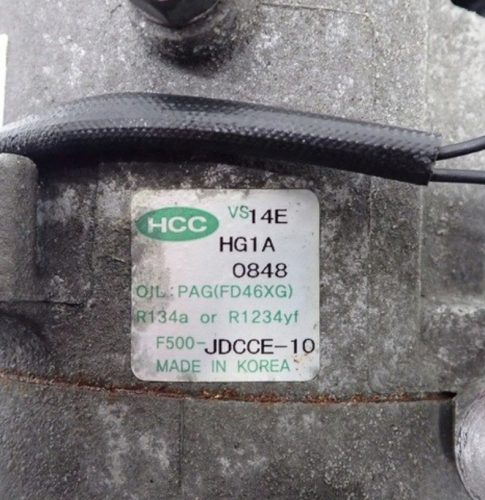 HCC VS14E
HG1A
0848
OIL:PAG(FD46XG)
R134a or R1234yf
F500-JDCCE-10
MADE IN KOREA